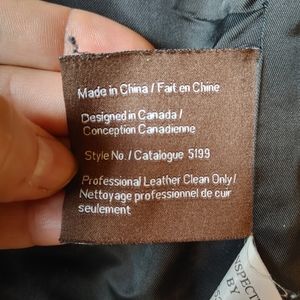 Made in China / Fait en Chine
Designed in Canada /
Conception Canadienne
Style No. / Catalogue 5199
Professional Leather Clean Only /
Nettoyage professionnel de cuir
seulement
BY